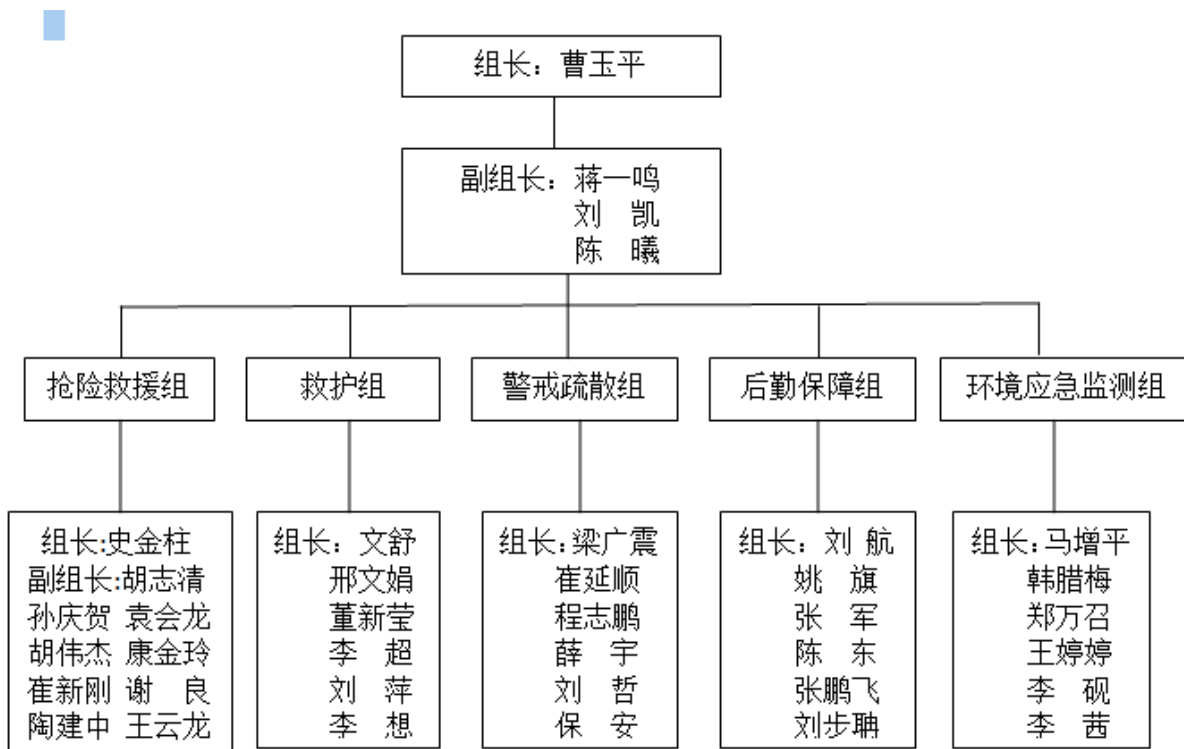 组长：曹玉平
副组长：蒋一鸣
刘 凯
陈 曦
抢险救援组
救护组
警戒疏散组
后勤保障组
环境应急监测组
组长:史金柱
副组长:胡志清
孙庆贺 袁会龙
胡伟杰 康金玲
崔新刚 谢 良
陶建中 王云龙
组长：文舒
邢文娟
董新莹
李 超
刘 萍
李 想
组长:梁广震
崔延顺
程志鹏
薛 宇
刘 哲
保 安
组长：刘 航
姚 旗
张 军
陈 东
张鹏飞
刘步聃
组长:马增平
韩腊梅
郑万召
王婷婷
李 砚
李 茜